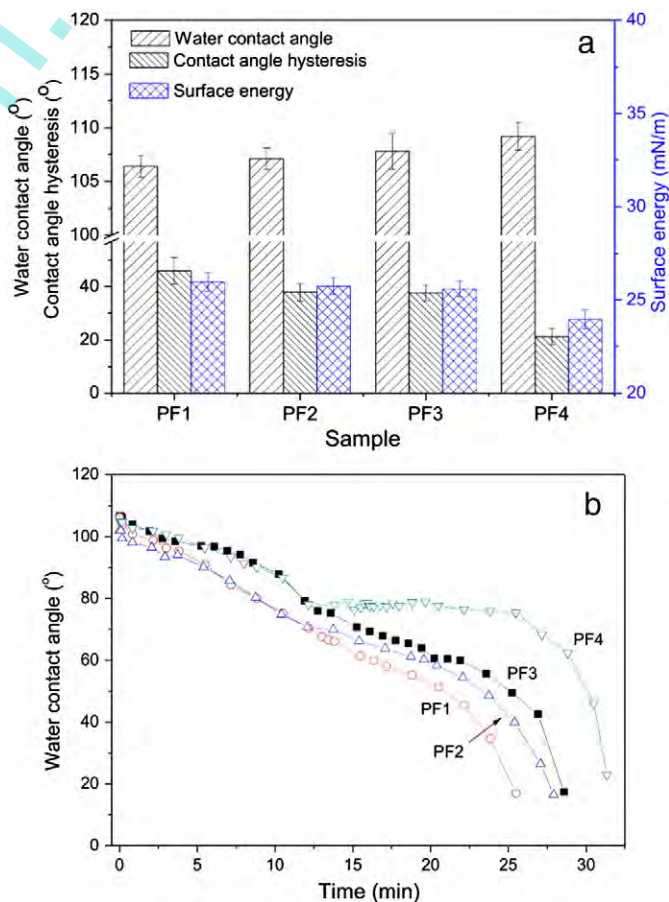 a
Water contact angle
Contact angle hysteresis
Surface energy
Water contact angle (°)
Contact angle hysteresis (°)
120
115
110
105
100
40
20
0
40
35
30
25
20
Surface energy (mN/m)
PF1 PF2 PF3 PF4
Sample
b
Water contact angle (°)
120
100
80
60
40
20
0
PF4
PF3
PF1
PF2
0 5 10 15 20 25 30
Time (min)